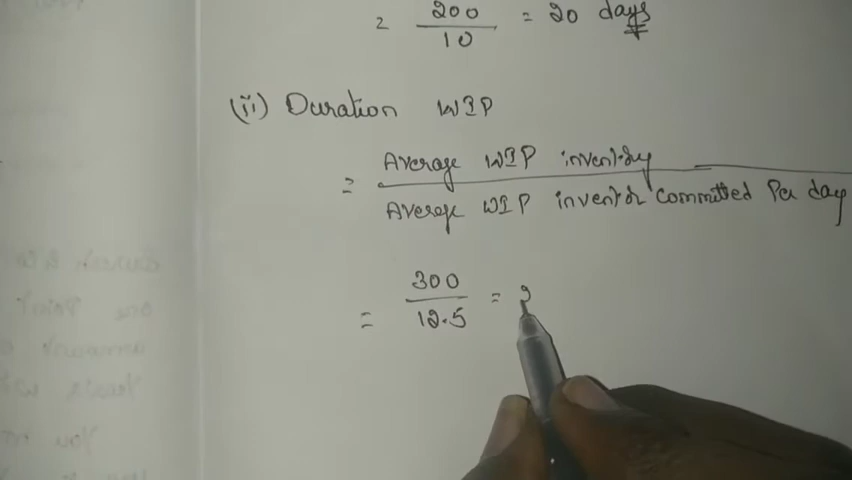 = 200 / 10 = 20 days
(ii) Duration WIP
= Average WIP inventory / Average WIP inventor committed Per day
= 300 / 12.5 = 2